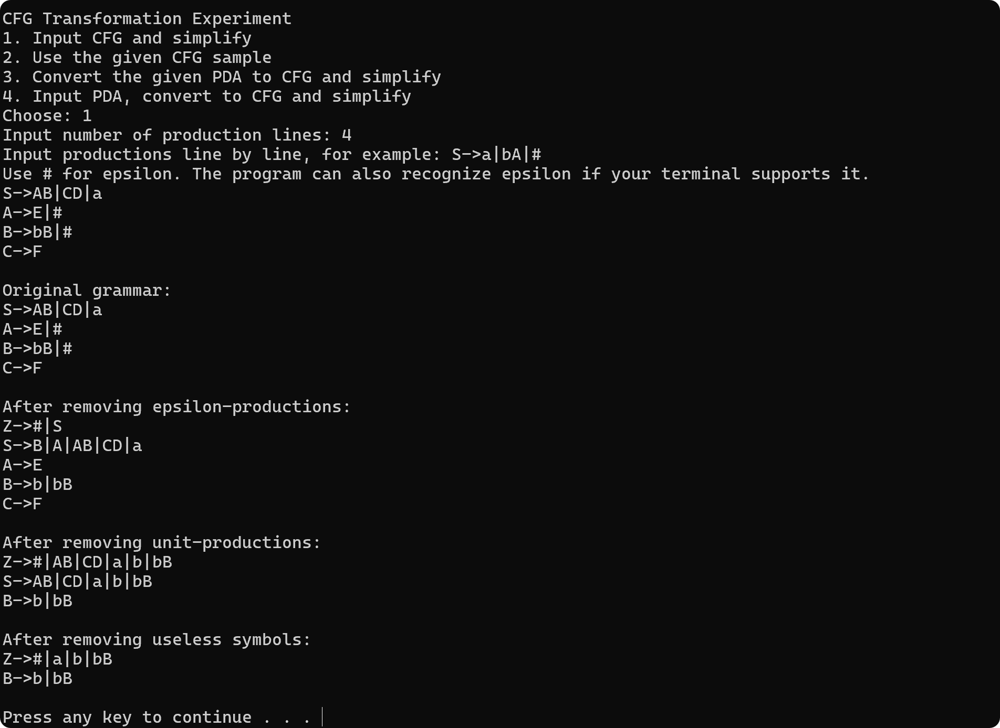 CFG Transformation Experiment
1. Input CFG and simplify
2. Use the given CFG sample
3. Convert the given PDA to CFG and simplify
4. Input PDA, convert to CFG and simplify
Choose: 1
Input number of production lines: 4
Input productions line by line, for example: S->a|bA|#
Use # for epsilon. The program can also recognize epsilon if your terminal supports it.
S->AB|CD|a
A->E|#
B->bB|#
C->F

Original grammar:
S->AB|CD|a
A->E|#
B->bB|#
C->F

After removing epsilon-productions:
Z->#|S
S->B|A|AB|CD|a
A->E
B->b|bB
C->F

After removing unit-productions:
Z->#|AB|CD|a|b|bB
S->AB|CD|a|b|bB
B->b|bB

After removing useless symbols:
Z->#|a|b|bB
B->b|bB

Press any key to continue . . .